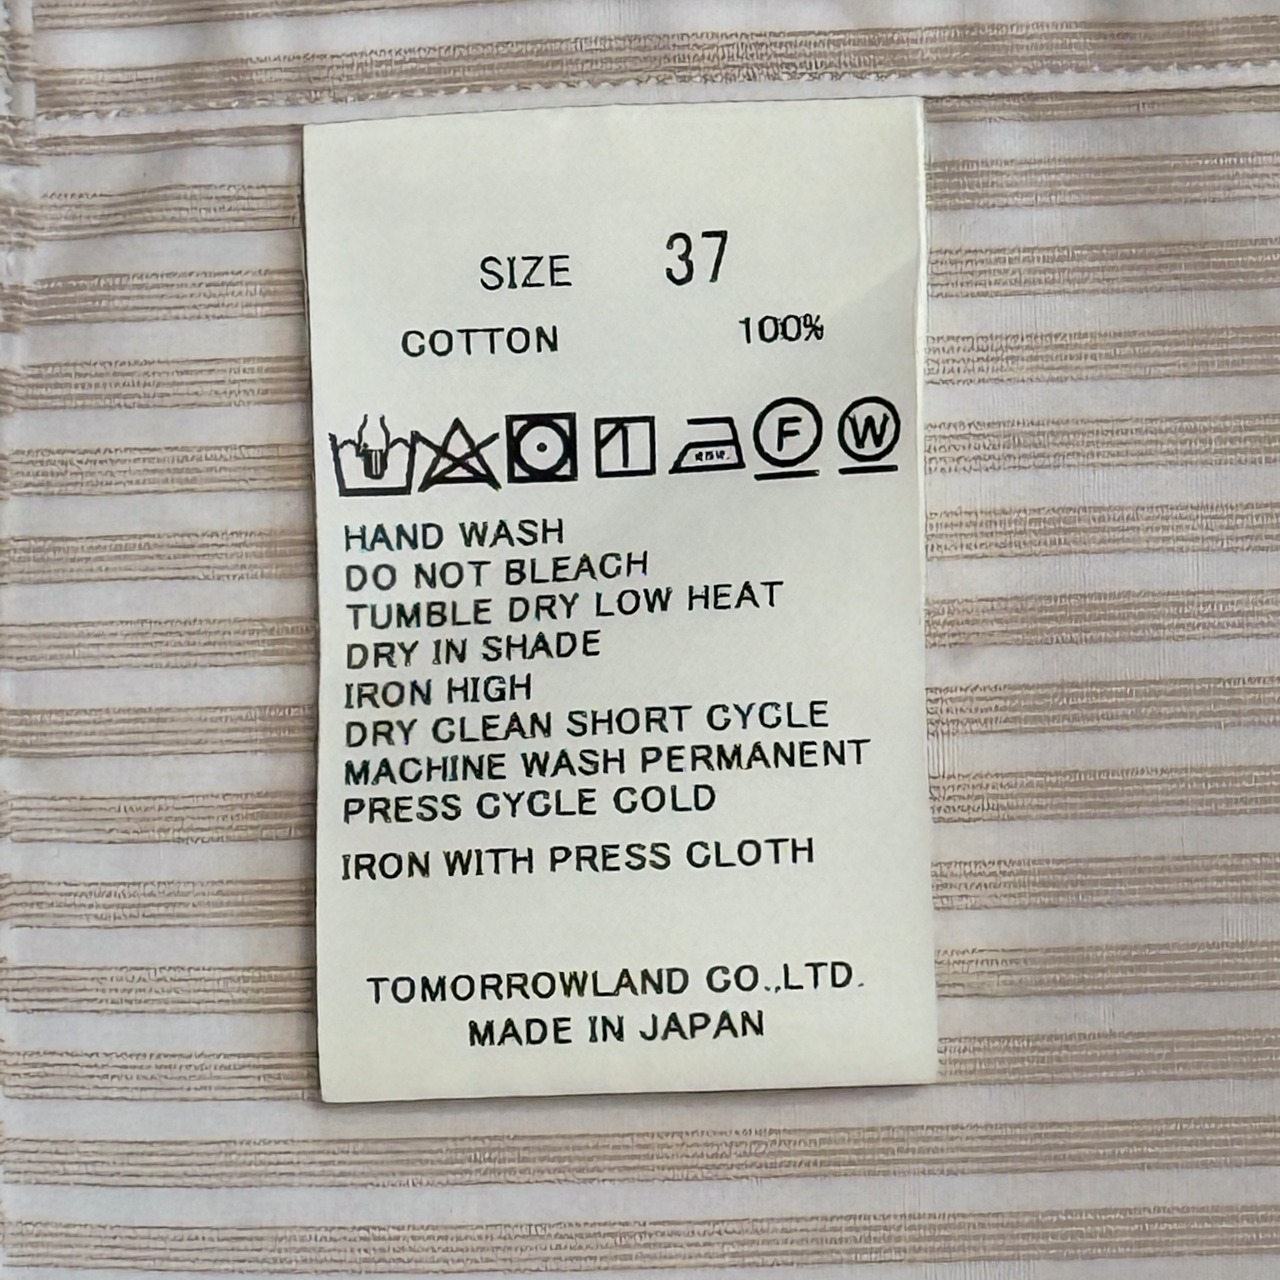 SIZE 37
COTTON 100%
F W
HAND WASH
DO NOT BLEACH
TUMBLE DRY LOW HEAT
DRY IN SHADE
IRON HIGH
DRY CLEAN SHORT CYCLE
MACHINE WASH PERMANENT
PRESS CYCLE COLD
IRON WITH PRESS CLOTH
TOMORROWLAND CO.,LTD.
MADE IN JAPAN